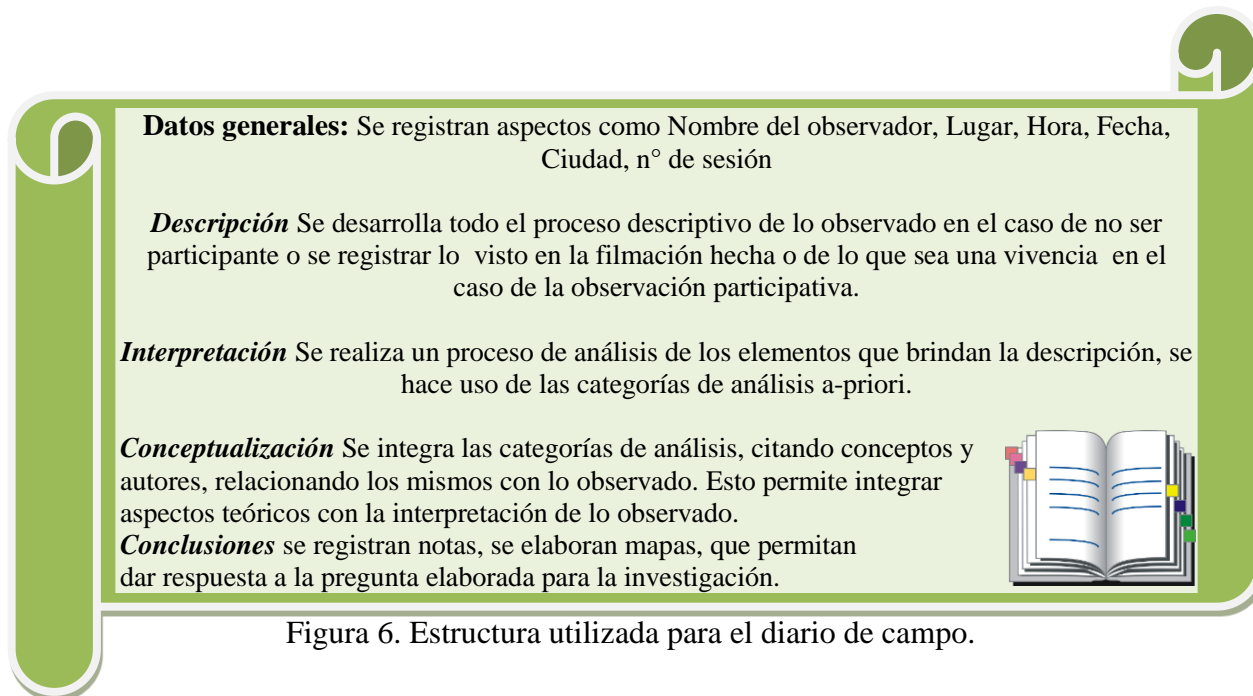 Datos generales: Se registran aspectos como Nombre del observador, Lugar, Hora, Fecha,
Ciudad, n° de sesión
Descripción Se desarrolla todo el proceso descriptivo de lo observado en el caso de no ser
participante o se registrar lo visto en la filmación hecha o de lo que sea una vivencia en el
caso de la observación participativa.
Interpretación Se realiza un proceso de análisis de los elementos que brindan la descripción, se
hace uso de las categorías de análisis a-priori.
Conceptualización Se integra las categorías de análisis, citando conceptos y
autores, relacionando los mismos con lo observado. Esto permite integrar
aspectos teóricos con la interpretación de lo observado.
Conclusiones se registran notas, se elaboran mapas, que permitan
dar respuesta a la pregunta elaborada para la investigación.
Figura 6. Estructura utilizada para el diario de campo.